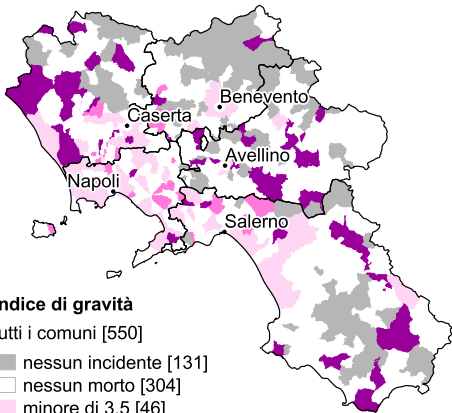 Benevento
Caserta
Avellino
Napoli
Salerno
ndice di gravità
utti i comuni [550]
nessun incidente [131]
nessun morto [304]
minore di 3,5 [46]